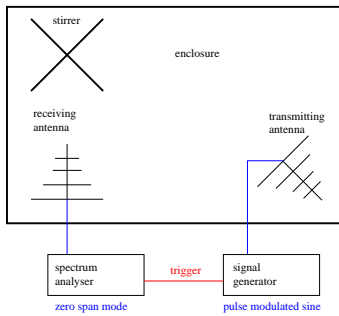 stirrer
enclosure
receiving
antenna
transmitting
antenna
spectrum
analyser
trigger
signal
generator
zero span mode
pulse modulated sine